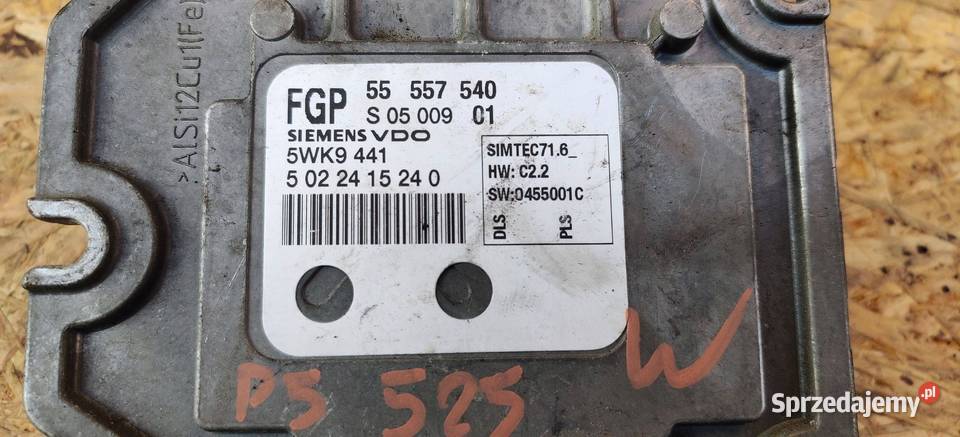 >AlSi12Cu1(Fe)
FGP 55 557 540
S 05 009 01
SIEMENS VDO
5WK9 441
5 02 24 15 24 0
SIMTEC71.6_
HW: C2.2
SW:0455001C
DLS PLS
P5 525 W
Sprzedajemy.pl